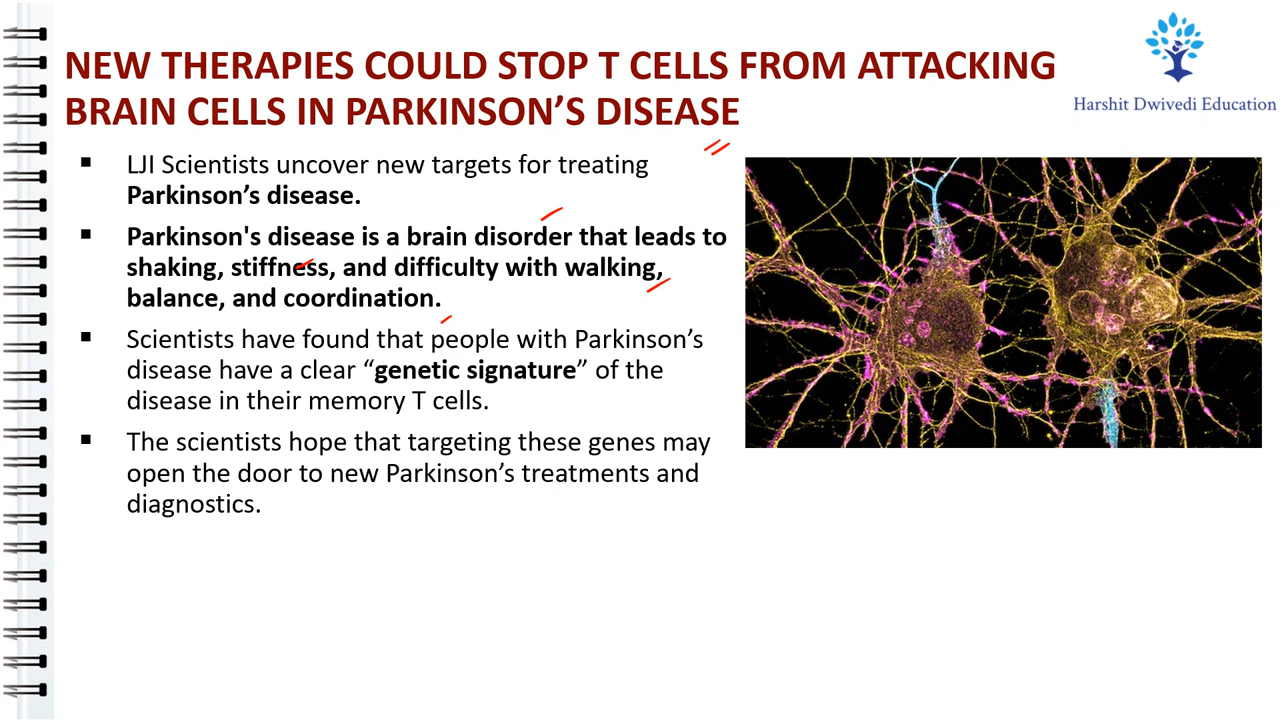 NEW THERAPIES COULD STOP T CELLS FROM ATTACKING
BRAIN CELLS IN PARKINSON’S DISEASE
Harshit Dwivedi Education
▪ LJI Scientists uncover new targets for treating
Parkinson’s disease.
▪ Parkinson's disease is a brain disorder that leads to
shaking, stiffness, and difficulty with walking,
balance, and coordination.
▪ Scientists have found that people with Parkinson’s
disease have a clear “genetic signature” of the
disease in their memory T cells.
▪ The scientists hope that targeting these genes may
open the door to new Parkinson’s treatments and
diagnostics.